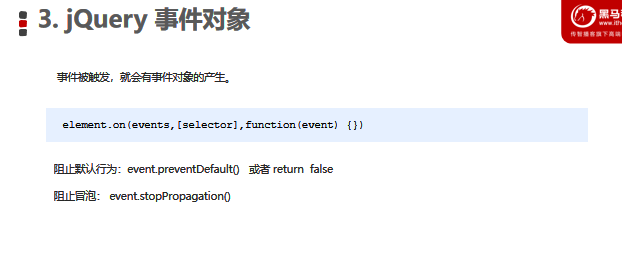 3. jQuery 事件对象
黑马
www.ith
传智播客旗下高端
事件被触发，就会有事件对象的产生。
element.on(events,[selector],function(event) {})
阻止默认行为：event.preventDefault() 或者 return false
阻止冒泡： event.stopPropagation()